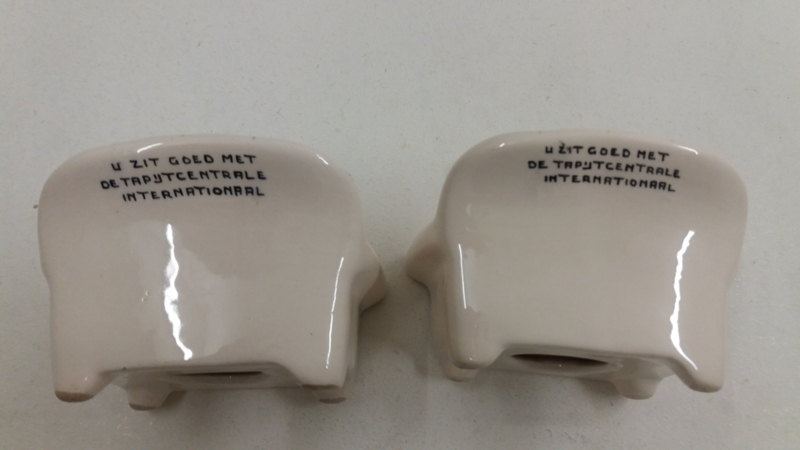 U ZIT GOED MET
DE TAPIJTCENTRALE
INTERNATIONAAL
U ZIT GOED MET
DE TAPIJTCENTRALE
INTERNATIONAAL